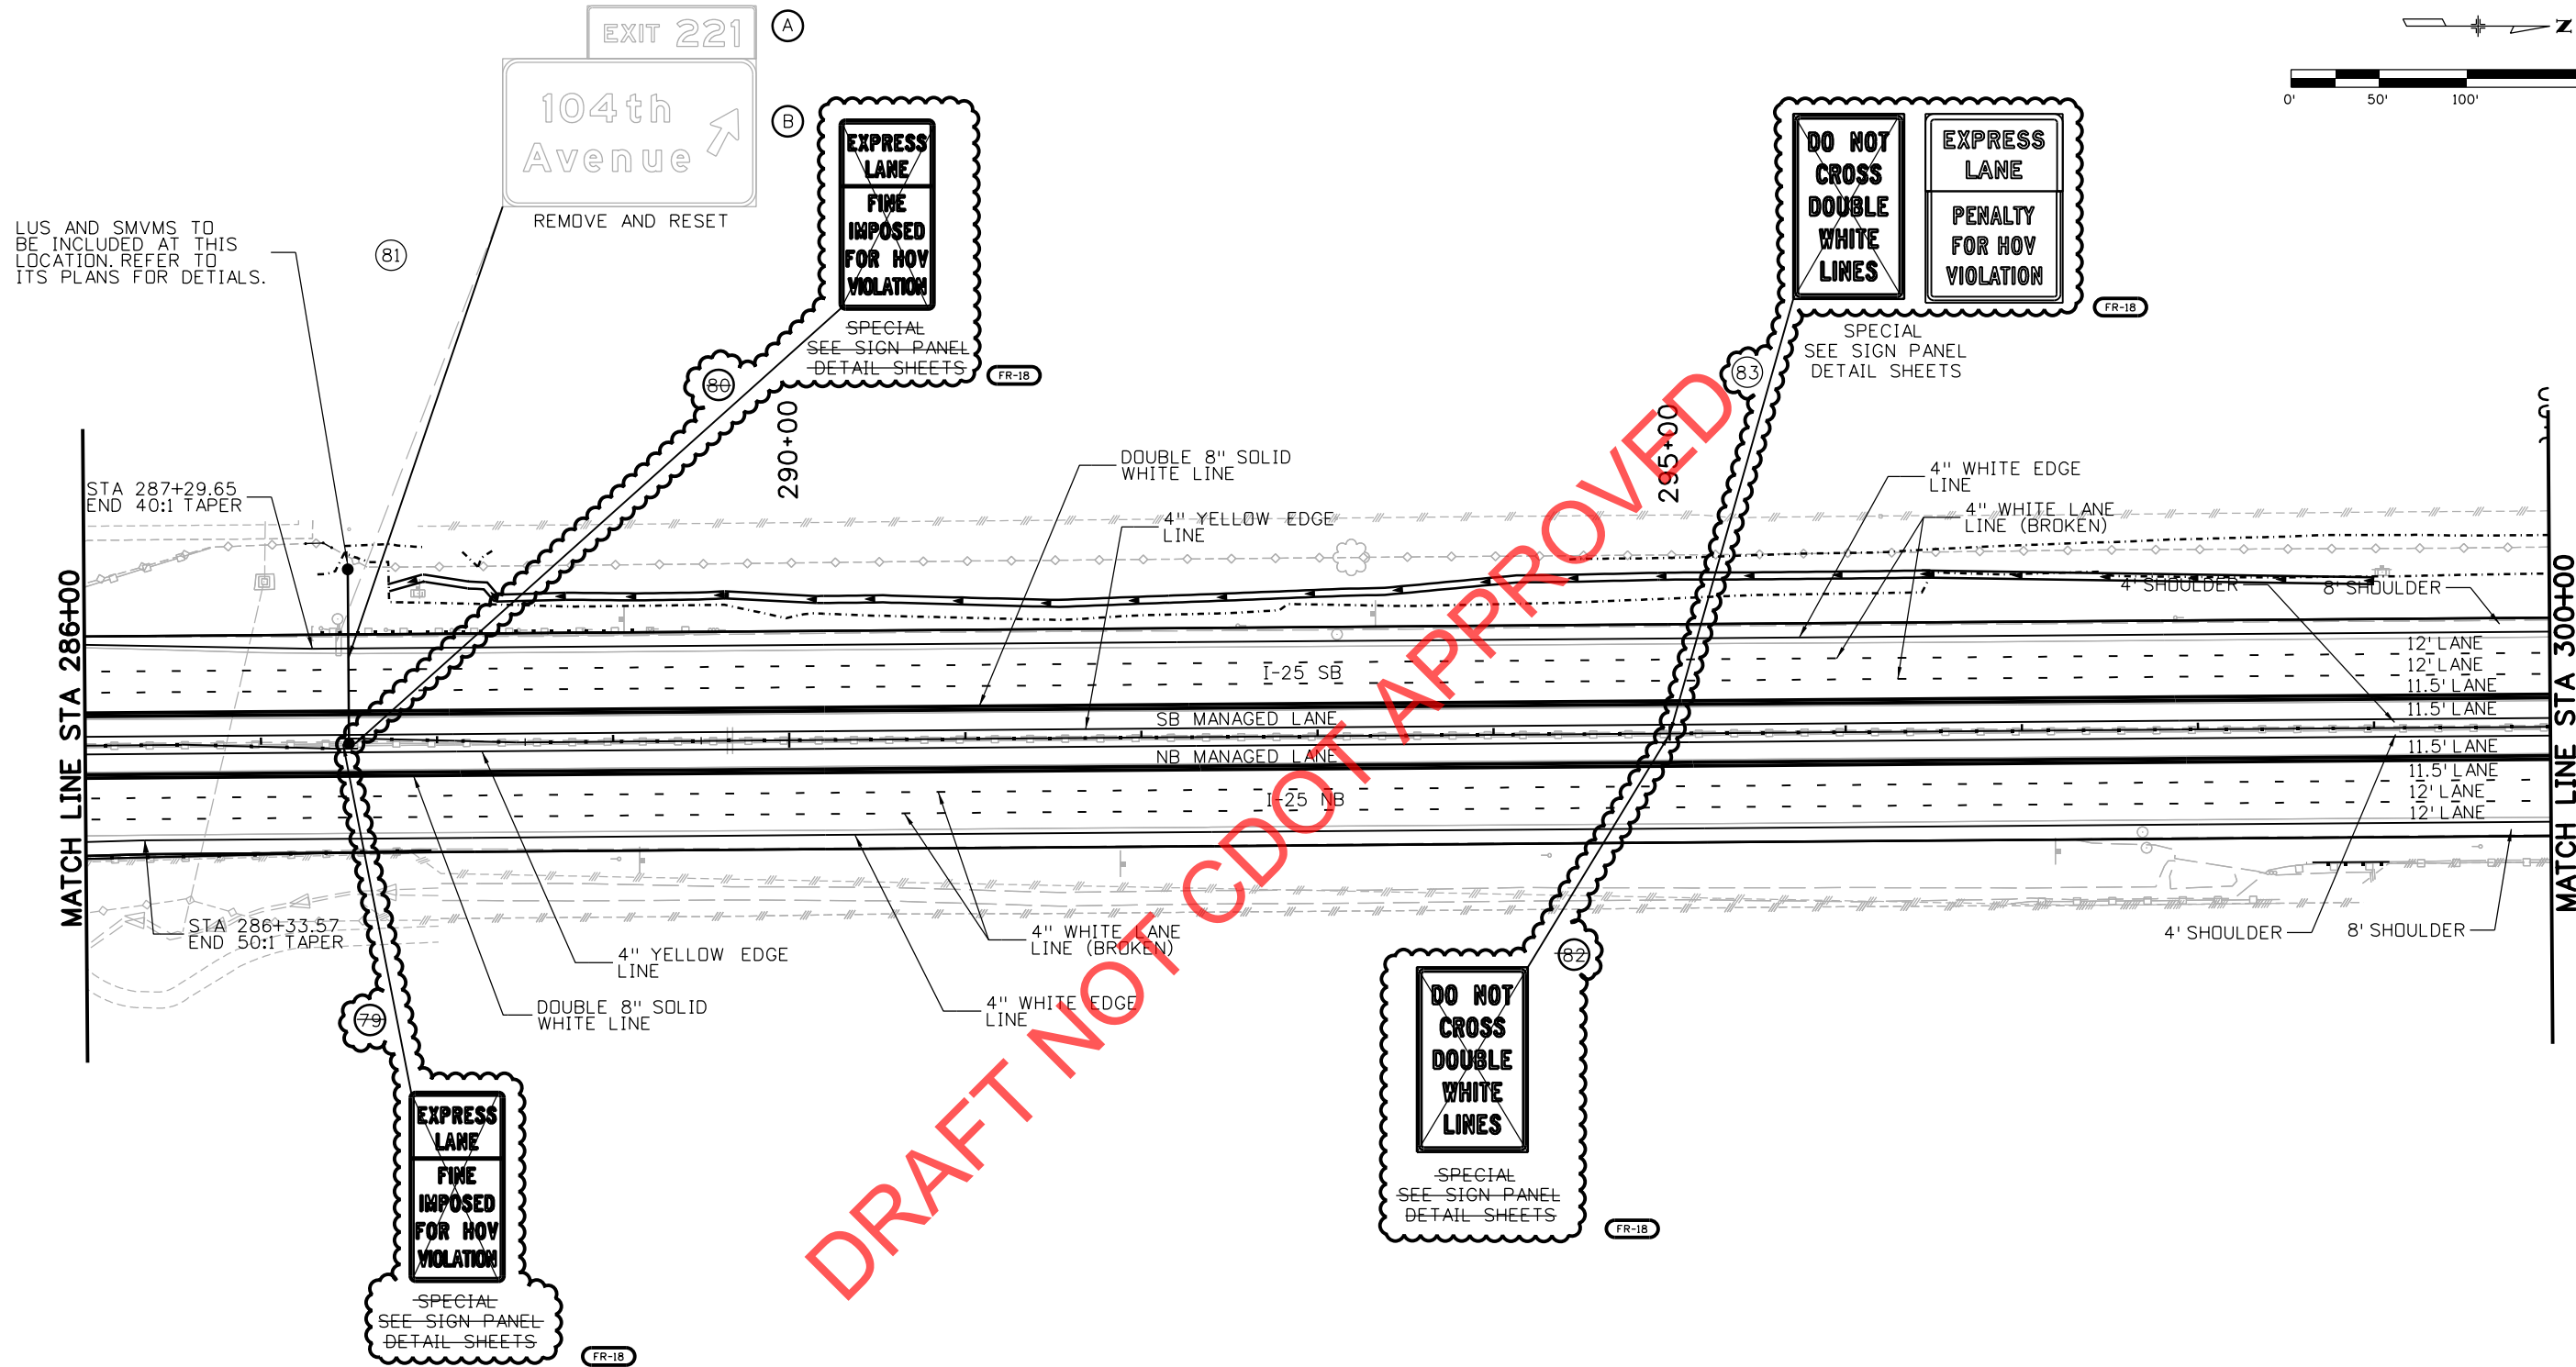 EXIT 221
A
104th
Avenue
B
REMOVE AND RESET
LUS AND SMVMS TO
BE INCLUDED AT THIS
LOCATION. REFER TO
ITS PLANS FOR DETIALS.
81
EXPRESS
LANE
FINE
IMPOSED
FOR HOV
VIOLATION
SPECIAL
SEE SIGN PANEL
DETAIL SHEETS
FR-18
80
DO NOT
CROSS
DOUBLE
WHITE
LINES
EXPRESS
LANE
PENALTY
FOR HOV
VIOLATION
FR-18
SPECIAL
SEE SIGN PANEL
DETAIL SHEETS
83
Z
0'
50'
100'
290+00
295+00
STA 287+29.65
END 40:1 TAPER
DOUBLE 8" SOLID
WHITE LINE
4" YELLOW EDGE
LINE
4" WHITE EDGE
LINE
4" WHITE LANE
LINE (BROKEN)
4' SHOULDER
8' SHOULDER
MATCH LINE STA 286+00
MATCH LINE STA 300+00
I-25 SB
SB MANAGED LANE
NB MANAGED LANE
I-25 NB
12' LANE
12' LANE
11.5' LANE
11.5' LANE
11.5' LANE
11.5' LANE
12' LANE
12' LANE
STA 286+33.57
END 50:1 TAPER
4" YELLOW EDGE
LINE
DOUBLE 8" SOLID
WHITE LINE
4" WHITE LANE
LINE (BROKEN)
4" WHITE EDGE
LINE
4' SHOULDER
8' SHOULDER
79
EXPRESS
LANE
FINE
IMPOSED
FOR HOV
VIOLATION
SPECIAL
SEE SIGN PANEL
DETAIL SHEETS
FR-18
82
DO NOT
CROSS
DOUBLE
WHITE
LINES
SPECIAL
SEE SIGN PANEL
DETAIL SHEETS
FR-18
DRAFT NOT CDOT APPROVED